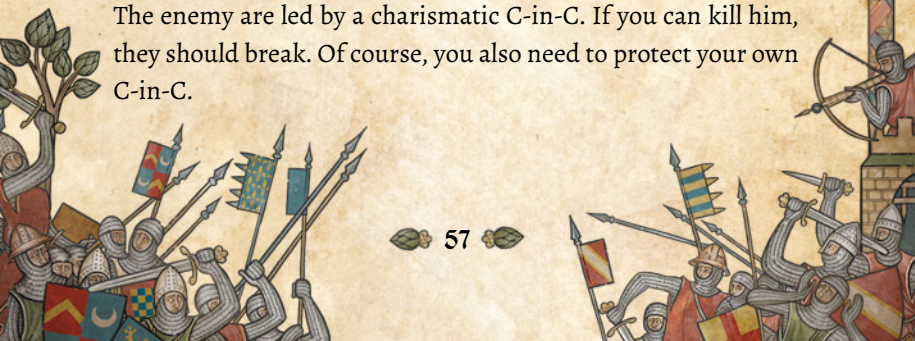 The enemy are led by a charismatic C-in-C. If you can kill him,
they should break. Of course, you also need to protect your own
C-in-C.
57